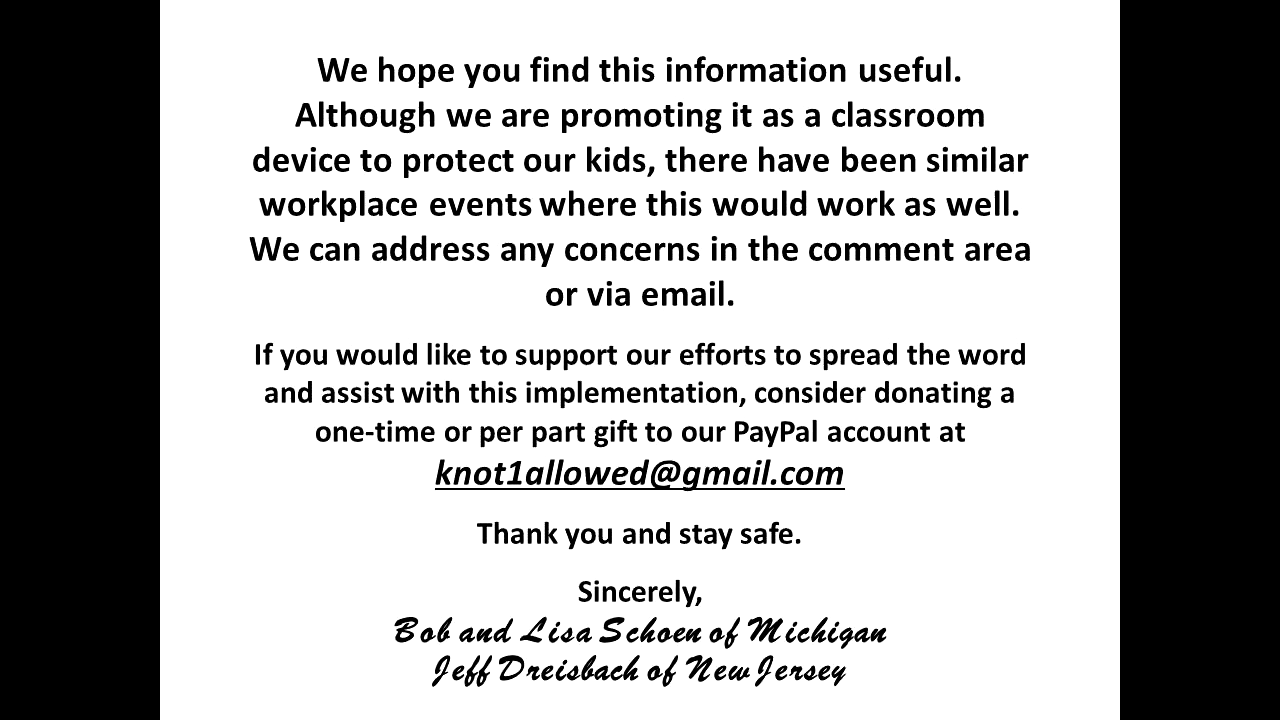 We hope you find this information useful.
Although we are promoting it as a classroom
device to protect our kids, there have been similar
workplace events where this would work as well.
We can address any concerns in the comment area
or via email.
If you would like to support our efforts to spread the word
and assist with this implementation, consider donating a
one-time or per part gift to our PayPal account at
knot1allowed@gmail.com
Thank you and stay safe.
Sincerely,
Bob and Lisa Schoen of Michigan
Jeff Dreisbach of New Jersey